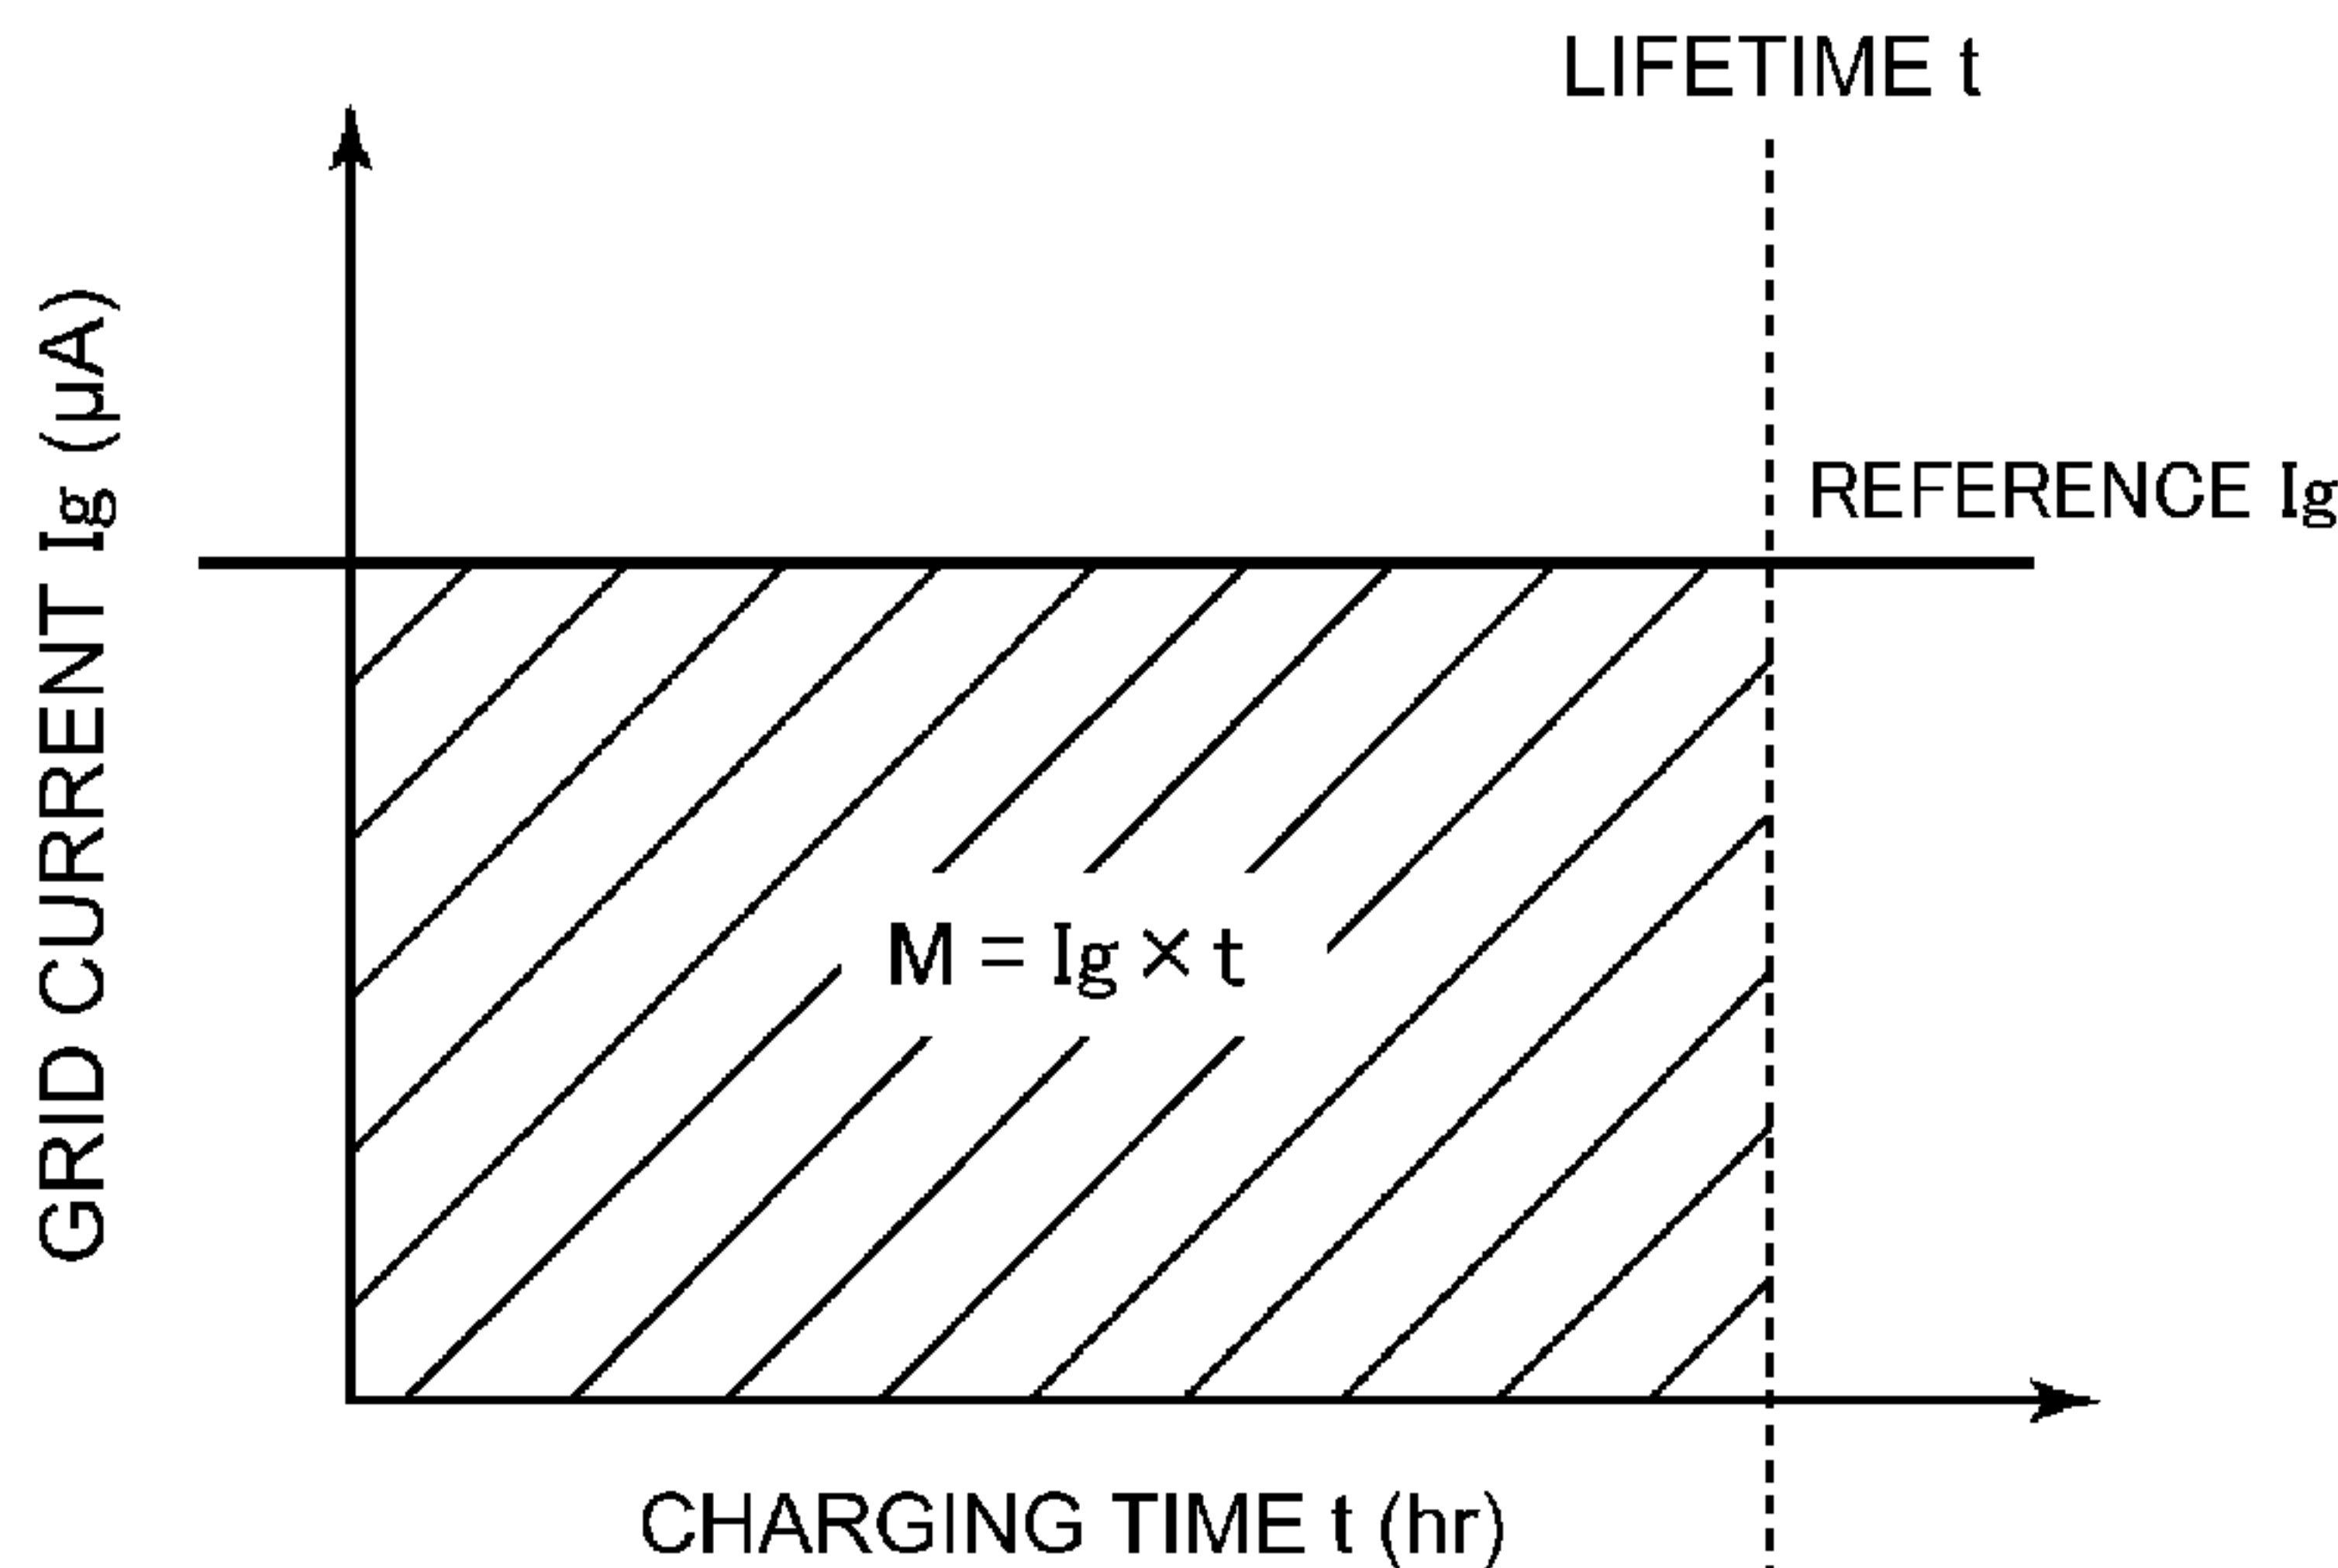 LIFETIME t
GRID CURRENT Ig (μA)
REFERENCE Ig
M = Ig × t
CHARGING TIME t (hr)